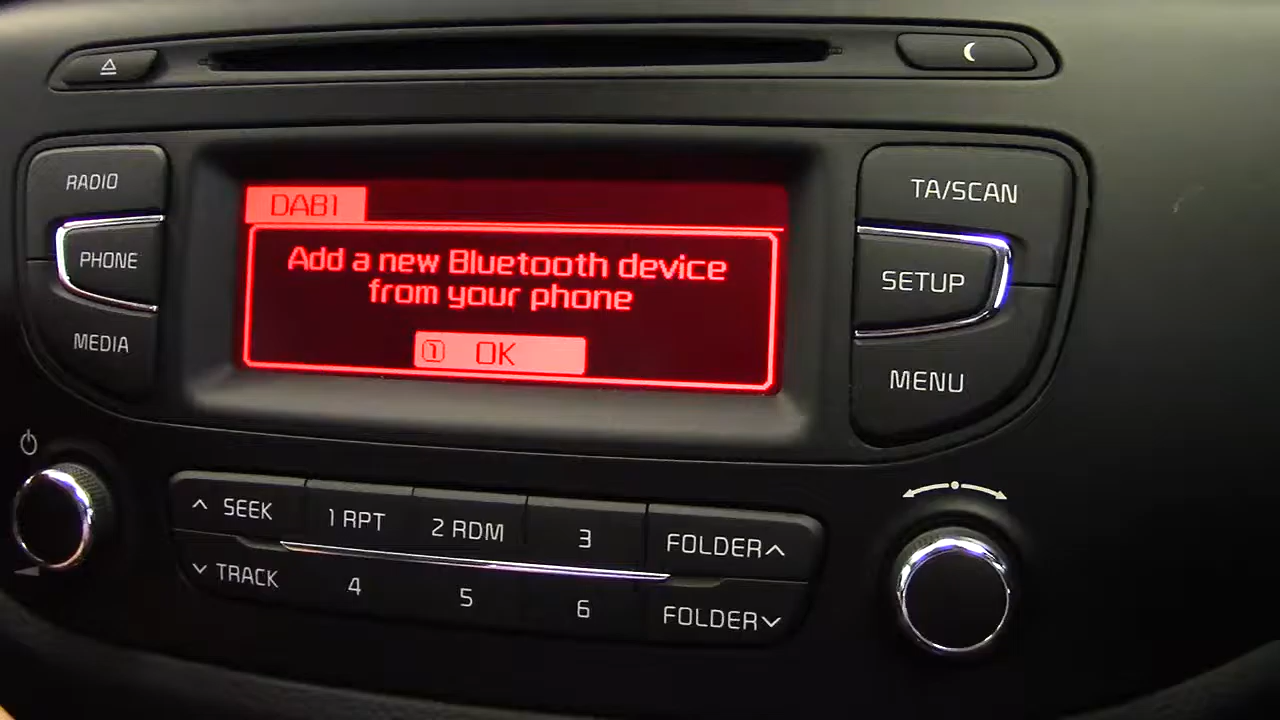 RADIO
PHONE
MEDIA
DAB1
Add a new Bluetooth device
from your phone
1 OK
TA/SCAN
SETUP
MENU
SEEK
TRACK
1 RPT
2 RDM
3
4
5
6
FOLDER
FOLDER